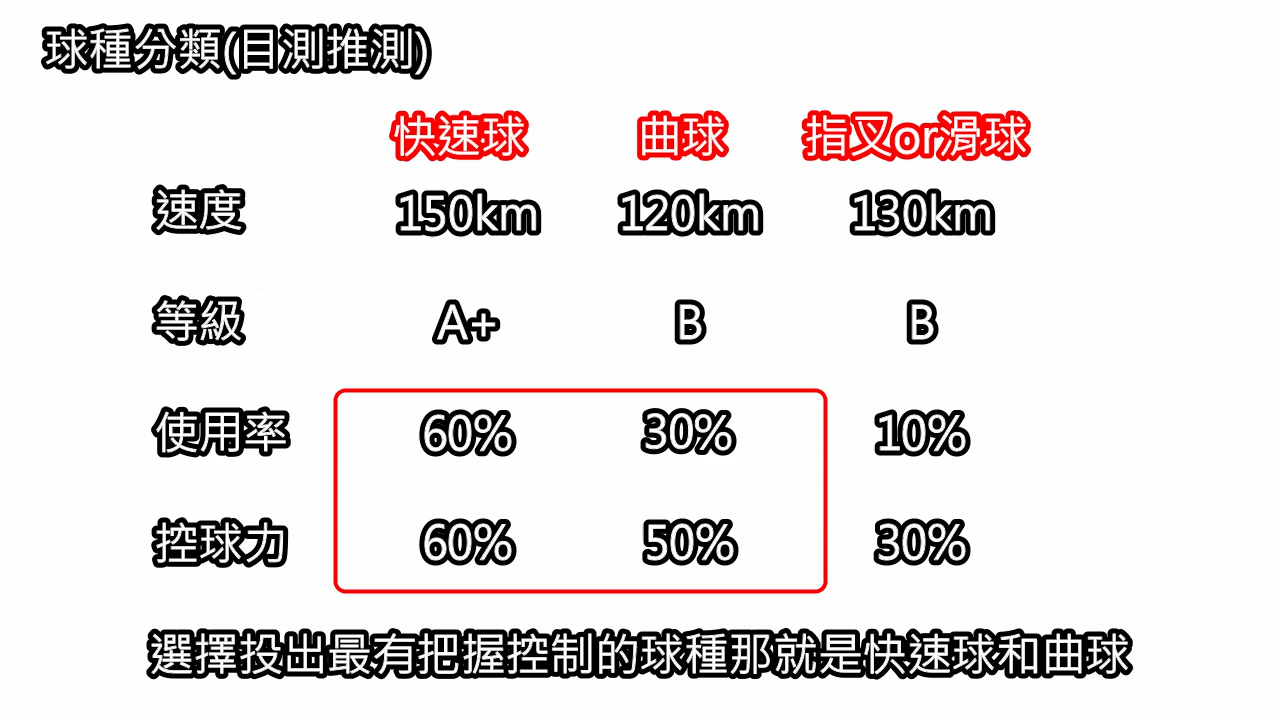 球種分類(目測推測)
快速球 曲球 指叉or滑球
速度 150km 120km 130km
等級 A+ B B
使用率 60% 30% 10%
控球力 60% 50% 30%
選擇投出最有把握控制的球種那就是快速球和曲球